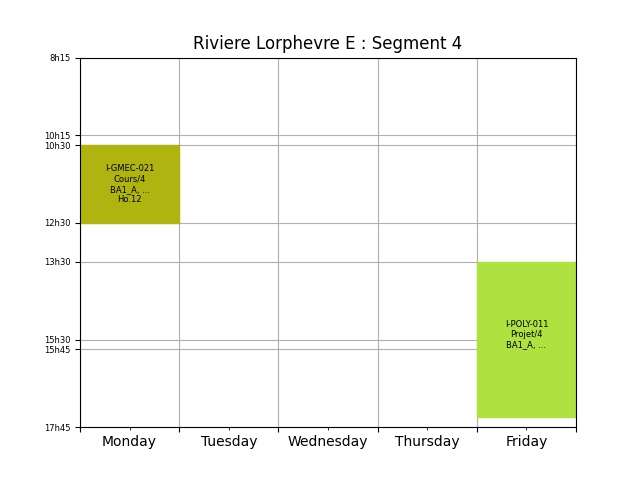 Riviere Lorphevre E : Segment 4
8h15
10h15
10h30
I-GMEC-021
Cours/4
BA1_A, ...
Ho.12
12h30
13h30
I-POLY-011
Projet/4
BA1_A, ...
15h30
15h45
17h45
Monday Tuesday Wednesday Thursday Friday